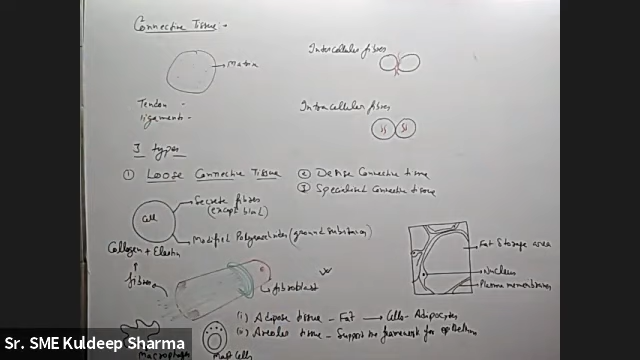 Connective Tissue -
Intercellular fibres
Matrix
Tendon -
ligaments -
Intracellular fibres
3 types
① Loose Connective Tissue
② Dense Connective tissue
③ Specialised Connective tissue
Secrete fibres
(except blood)
Cell
Modified Polysaccharides (ground substance)
Collagen + Elastin
fibres
fibroblast
Fat Storage area
Nucleus
Plasma membrane
(i) Adipose tissue - Fat → Cells - Adipocytes
(ii) Areolar tissue - Support the framework for epithelium
Macrophage
Mast Cells
Sr. SME Kuldeep Sharma